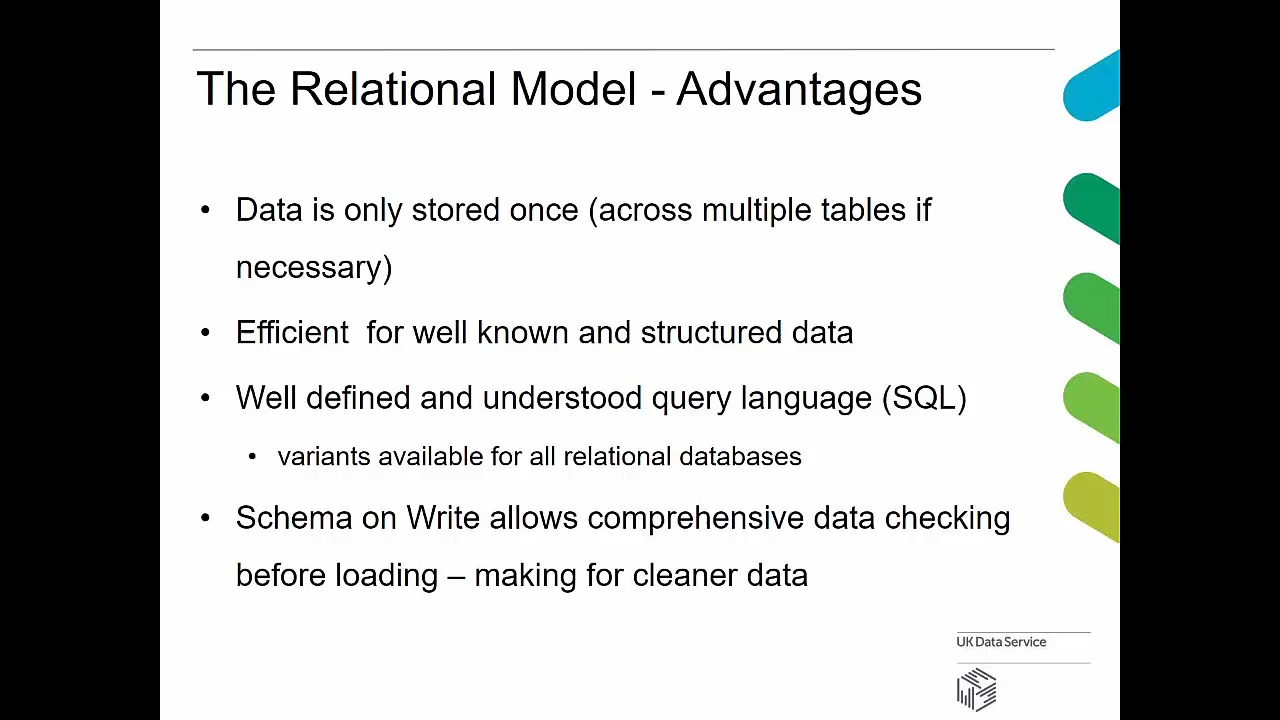 The Relational Model - Advantages
• Data is only stored once (across multiple tables if
necessary)
• Efficient  for well known and structured data
• Well defined and understood query language (SQL)
• variants available for all relational databases
• Schema on Write allows comprehensive data checking
before loading – making for cleaner data
UK Data Service